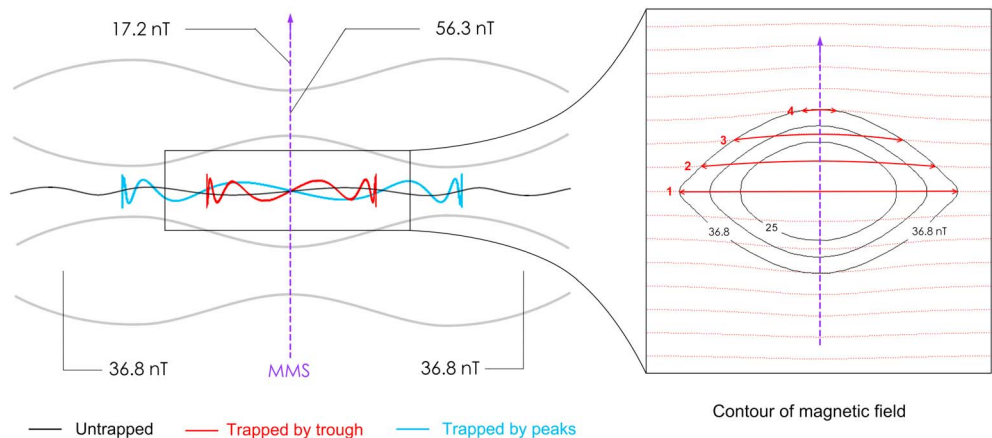 17.2 nT
56.3 nT
36.8 nT
MMS
36.8 nT
Untrapped
Trapped by trough
Trapped by peaks
4
3
2
1
36.8
25
36.8 nT
Contour of magnetic field